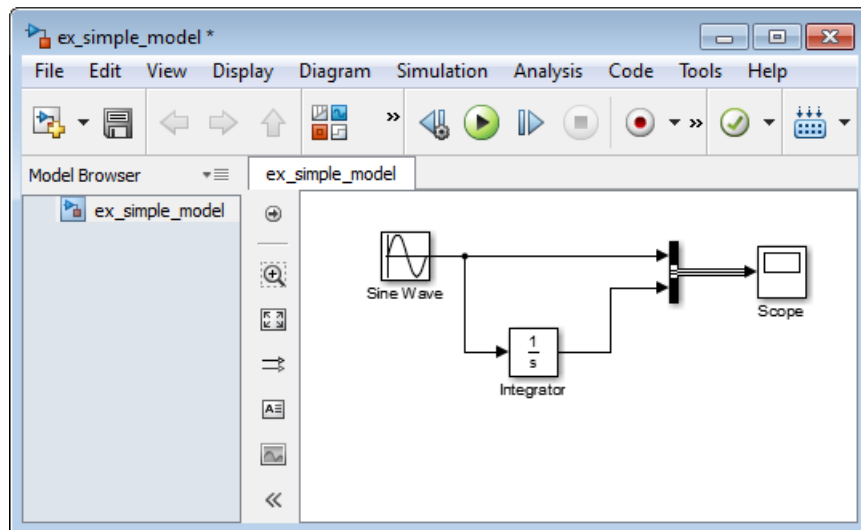 ex_simple_model *
File Edit View Display Diagram Simulation Analysis Code Tools Help
Model Browser
ex_simple_model
ex_simple_model
Sine Wave
Scope
1
s
Integrator